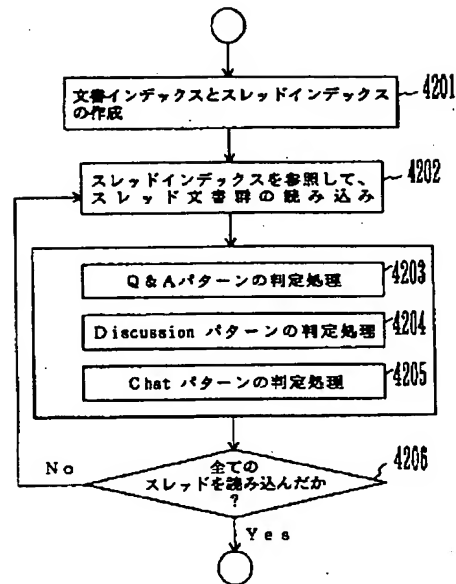 文書インデックスとスレッドインデックス
の作成
4201
スレッドインデックスを参照して、
スレッド文書群の読み込み
4202
Q&Aパターンの判定処理
4203
Discussion パターンの判定処理
4204
Chat パターンの判定処理
4205
全ての
スレッドを読み込んだか
?
4206
No
Yes